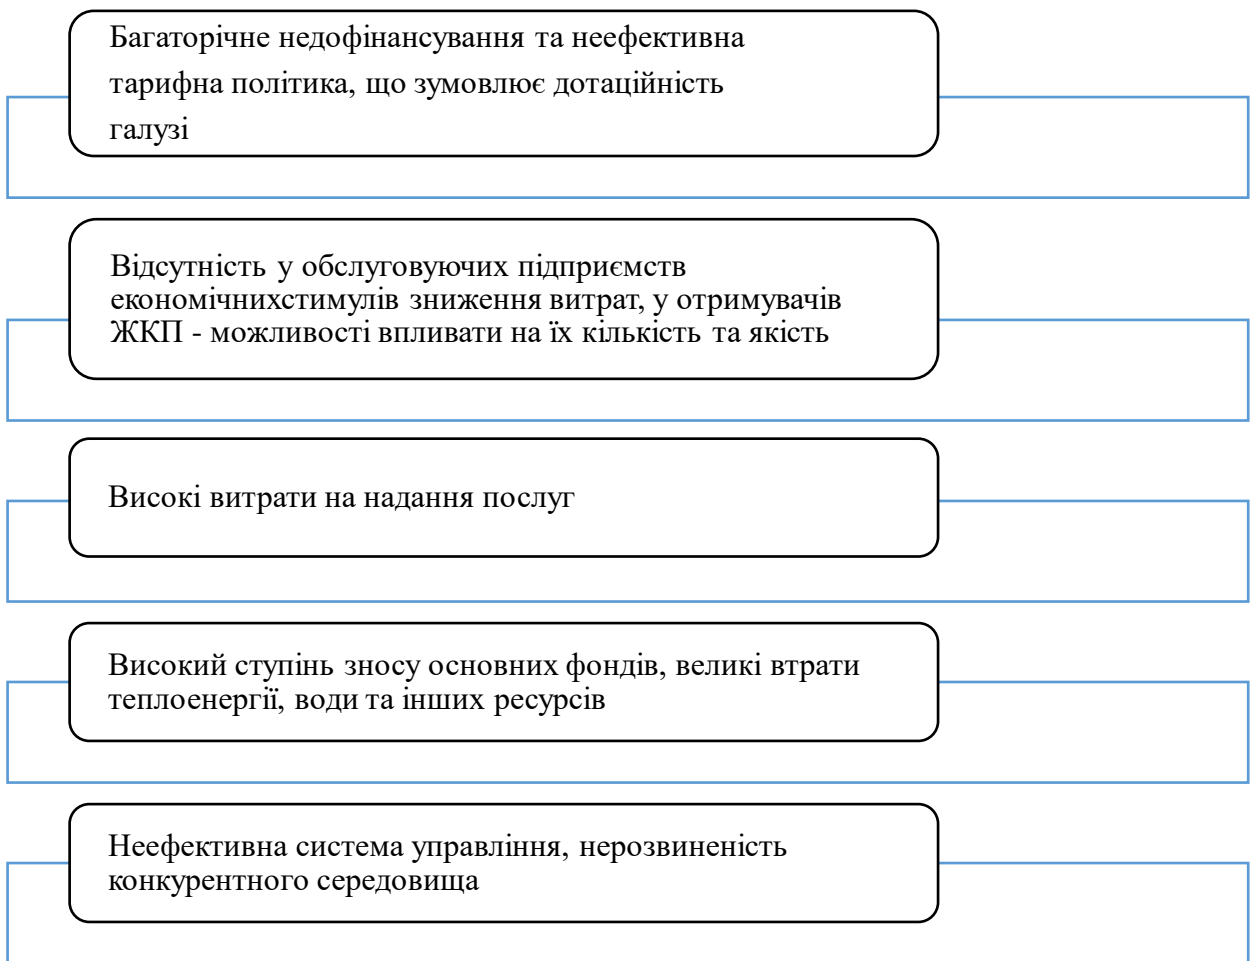 Багаторічне недофінансування та неефективна
тарифна політика, що зумовлює дотаційність
галузі
Відсутність у обслуговуючих підприємств
економічнихстимулів зниження витрат, у отримувачів
ЖКП - можливості впливати на їх кількість та якість
Високі витрати на надання послуг
Високий ступінь зносу основних фондів, великі втрати
теплоенергії, води та інших ресурсів
Неефективна система управління, нерозвиненість
конкурентного середовища